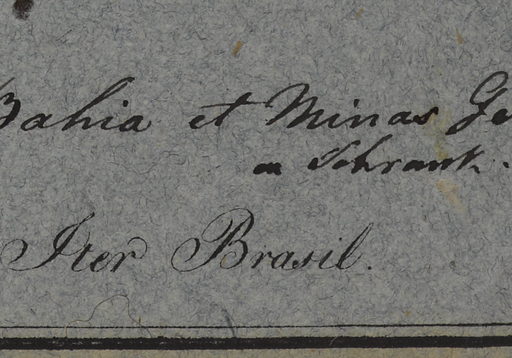 Bahia et Minas Ge
Schrank.
Iter Brasil.